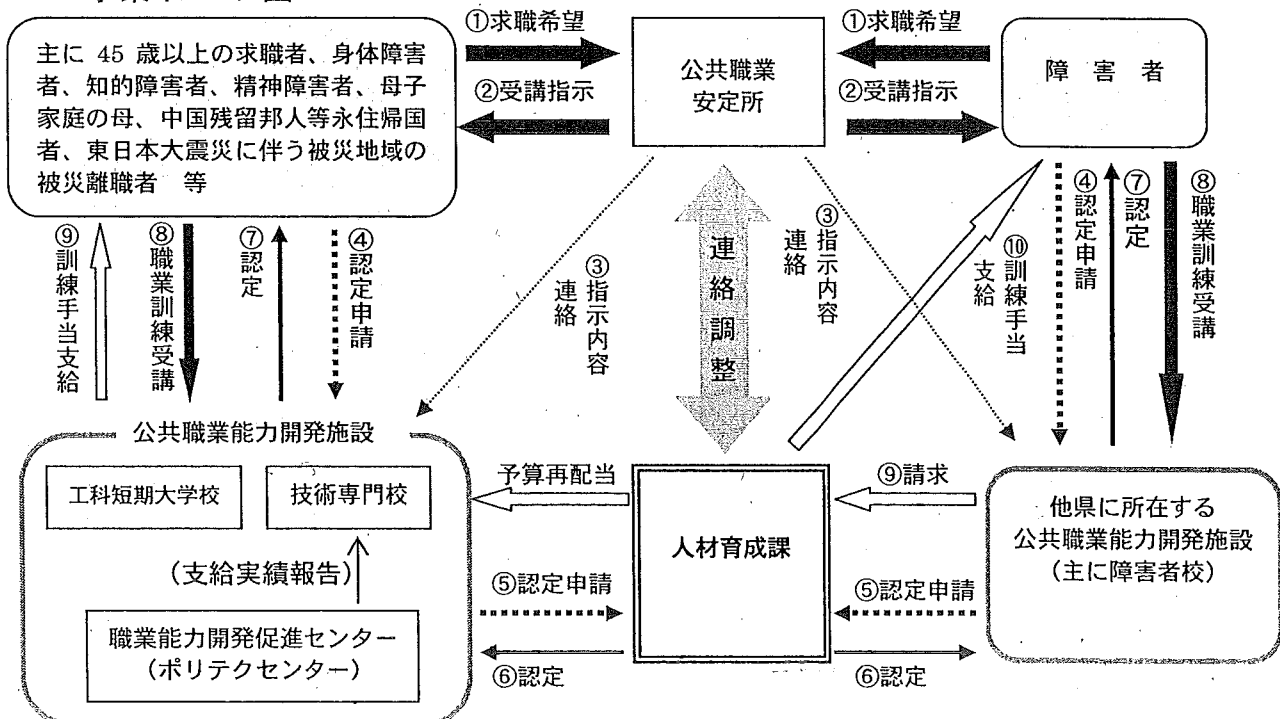 ①求職希望
①求職希望
主に 45 歳以上の求職者、身体障害
者、知的障害者、精神障害者、母子
家庭の母、中国残留邦人等永住帰国
者、東日本大震災に伴う被災地域の
被災離職者 等
公共職業
安定所
障 害 者
②受講指示
②受講指示
⑨訓練手当支給
⑧職業訓練受講
⑦認定
④認定申請
③指示内容
連絡
連絡調整
③指示内容
連絡
⑩訓練手当
支給
④認定申請
⑦認定
⑧職業訓練受講
公共職業能力開発施設
工科短期大学校
技術専門校
(支給実績報告)
職業能力開発促進センター
(ポリテクセンター)
予算再配当
⑤認定申請
⑥認定
人材育成課
⑨請求
⑤認定申請
⑥認定
他県に所在する
公共職業能力開発施設
(主に障害者校)